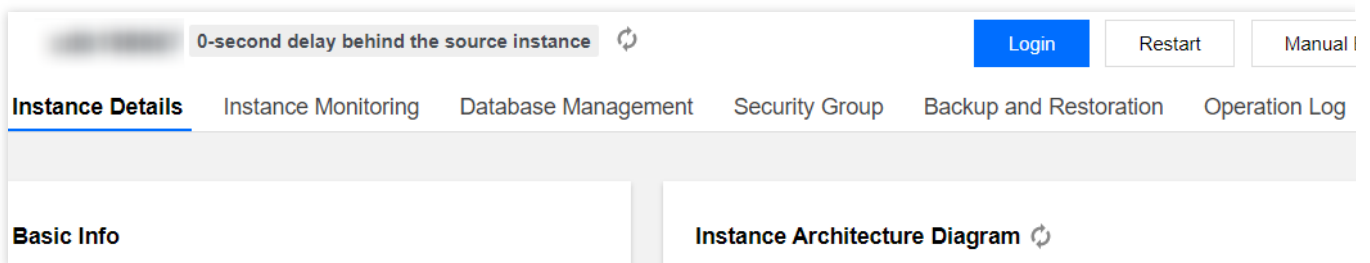 0-second delay behind the source instance Login Restart Manual
Instance Details Instance Monitoring Database Management Security Group Backup and Restoration Operation Log
Basic Info Instance Architecture Diagram